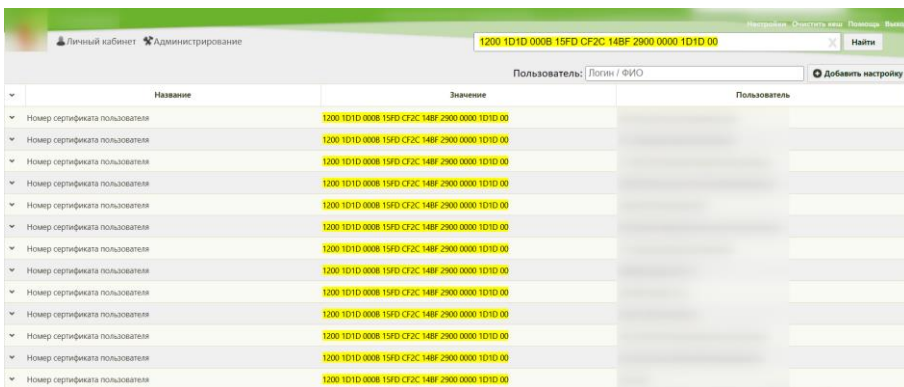 Настройки Очистить кеш Помощь
Личный кабинет Администрирование
1200 1D1D 000B 15FD CF2C 14BF 2900 0000 1D1D 00
Найти
Пользователь: Логин / ФИО
Добавить настройку
Название Значение Пользователь
Номер сертификата пользователя 1200 1D1D 000B 15FD CF2C 14BF 2900 0000 1D1D 00
Номер сертификата пользователя 1200 1D1D 000B 15FD CF2C 14BF 2900 0000 1D1D 00
Номер сертификата пользователя 1200 1D1D 000B 15FD CF2C 14BF 2900 0000 1D1D 00
Номер сертификата пользователя 1200 1D1D 000B 15FD CF2C 14BF 2900 0000 1D1D 00
Номер сертификата пользователя 1200 1D1D 000B 15FD CF2C 14BF 2900 0000 1D1D 00
Номер сертификата пользователя 1200 1D1D 000B 15FD CF2C 14BF 2900 0000 1D1D 00
Номер сертификата пользователя 1200 1D1D 000B 15FD CF2C 14BF 2900 0000 1D1D 00
Номер сертификата пользователя 1200 1D1D 000B 15FD CF2C 14BF 2900 0000 1D1D 00
Номер сертификата пользователя 1200 1D1D 000B 15FD CF2C 14BF 2900 0000 1D1D 00
Номер сертификата пользователя 1200 1D1D 000B 15FD CF2C 14BF 2900 0000 1D1D 00
Номер сертификата пользователя 1200 1D1D 000B 15FD CF2C 14BF 2900 0000 1D1D 00
Номер сертификата пользователя 1200 1D1D 000B 15FD CF2C 14BF 2900 0000 1D1D 00
Номер сертификата пользователя 1200 1D1D 000B 15FD CF2C 14BF 2900 0000 1D1D 00